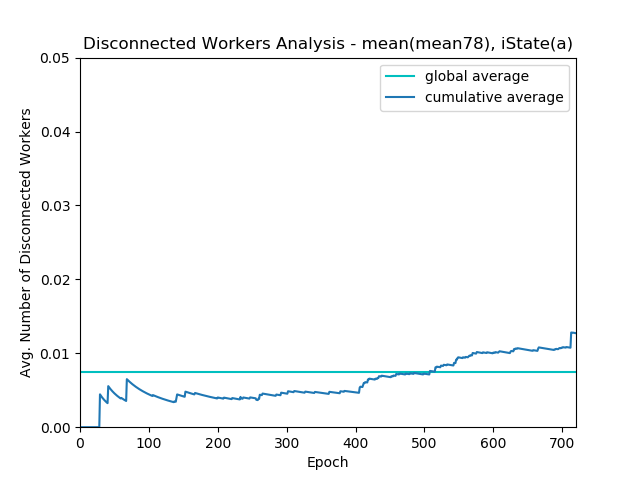 Disconnected Workers Analysis - mean(mean78), iState(a)
global average
cumulative average
Avg. Number of Disconnected Workers
0.05
0.04
0.03
0.02
0.01
0.00
0 100 200 300 400 500 600 700
Epoch